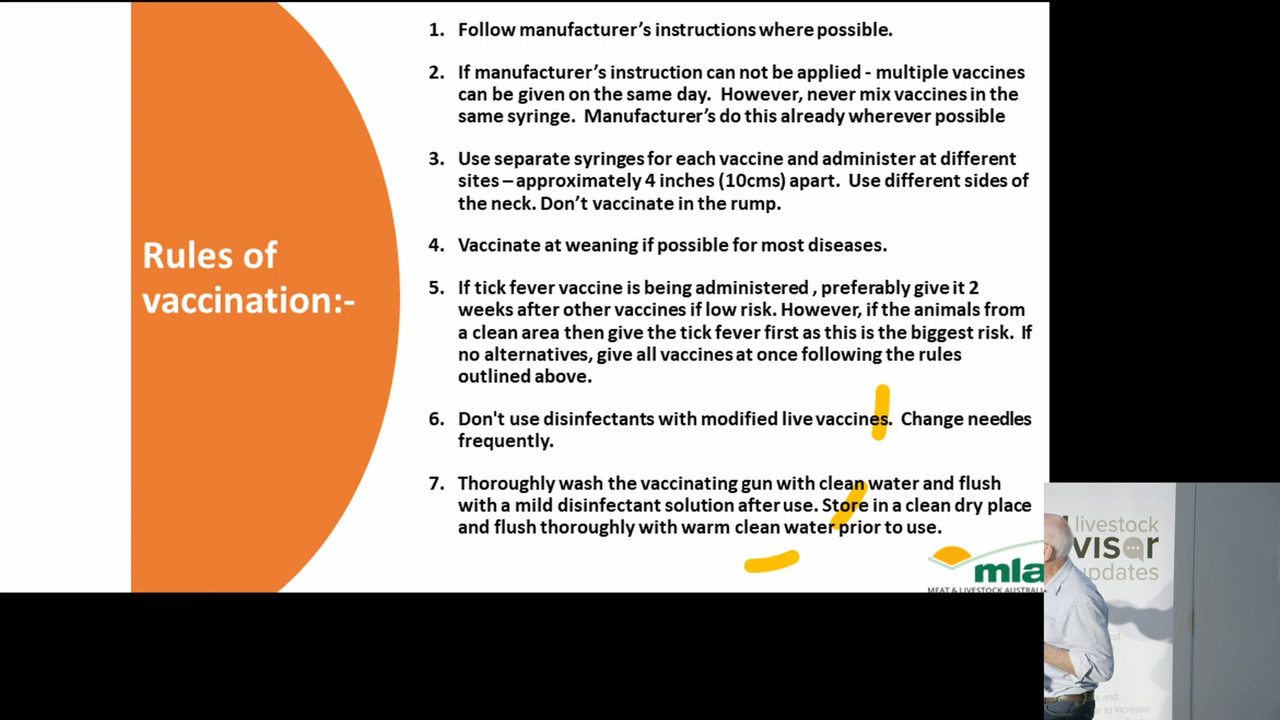 Rules of
vaccination:-
1. Follow manufacturer's instructions where possible.
2. If manufacturer's instruction can not be applied - multiple vaccines
can be given on the same day. However, never mix vaccines in the
same syringe. Manufacturer's do this already wherever possible
3. Use separate syringes for each vaccine and administer at different
sites – approximately 4 inches (10cms) apart. Use different sides of
the neck. Don't vaccinate in the rump.
4. Vaccinate at weaning if possible for most diseases.
5. If tick fever vaccine is being administered , preferably give it 2
weeks after other vaccines if low risk. However, if the animals from
a clean area then give the tick fever first as this is the biggest risk. If
no alternatives, give all vaccines at once following the rules
outlined above.
6. Don't use disinfectants with modified live vaccines. Change needles
frequently.
7. Thoroughly wash the vaccinating gun with clean water and flush
with a mild disinfectant solution after use. Store in a clean dry place
and flush thoroughly with warm clean water prior to use.
mla
MEAT & LIVESTOCK AUSTRALIA
livestock
visor
updates
and
to increase